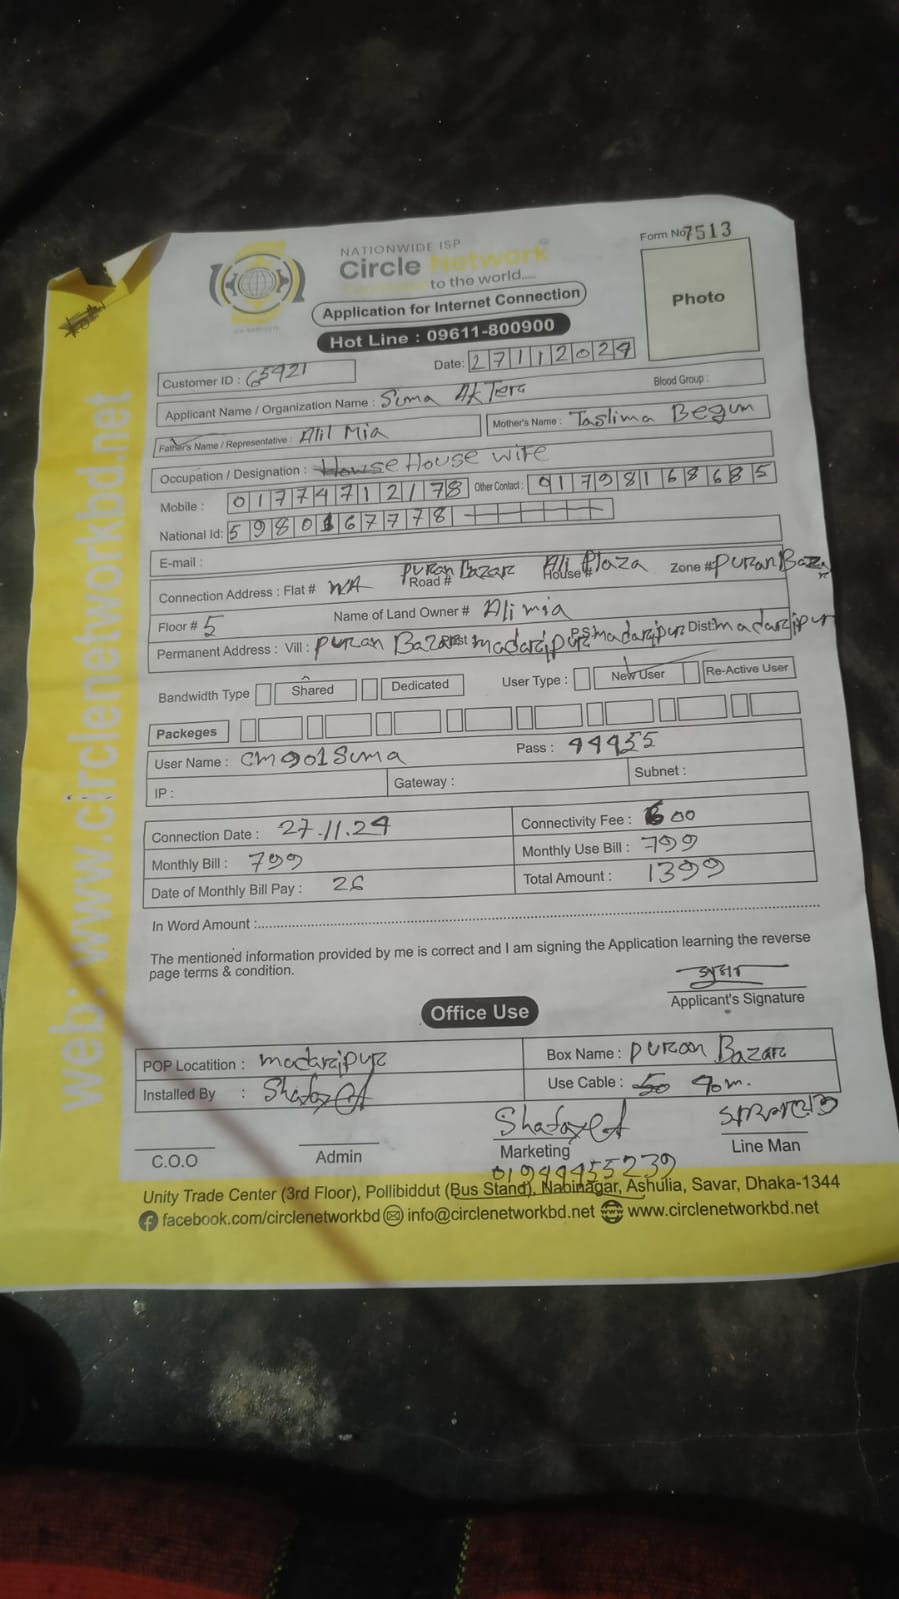 NATIONWIDE ISP
Circle Network
to the world....
Form No 7513
Photo
Application for Internet Connection
Hot Line : 09611-800900
Customer ID : 65921
Date: 27112024
Applicant Name / Organization Name : Suma AkTer
Blood Group :
Father's Name / Representative : Alil Mia
Mother's Name : Taslima Begum
Occupation / Designation : House wife
Mobile : 01774712178 Other Contact : 01798168685
National Id: 5980167778
E-mail :
Connection Address : Flat # NA Road # Puran Bazar House # Ali Plaza Zone # Puran Bazar
Floor # 5 Name of Land Owner # Ali mia
Permanent Address : Vill : Puran Bazar Post madaripur P.S madaripur Dist: madaripur
Bandwidth Type Shared Dedicated User Type : New User Re-Active User
Packeges
User Name : cm901Suma Pass : 99955
IP : Gateway : Subnet :
Connection Date : 27.11.24 Connectivity Fee : 600
Monthly Bill : 799 Monthly Use Bill : 799
Date of Monthly Bill Pay : 26 Total Amount : 1399
In Word Amount :
The mentioned information provided by me is correct and I am signing the Application learning the reverse
page terms & condition.
Applicant's Signature
Office Use
POP Locatition : madaripur Box Name : Puran Bazar
Installed By : Use Cable : 50 90m.
C.O.O Admin Marketing Line Man
01944455239
Unity Trade Center (3rd Floor), Pollibiddut (Bus Stand), Nabinagar, Ashulia, Savar, Dhaka-1344
facebook.com/circlenetworkbd info@circlenetworkbd.net www.circlenetworkbd.net
web: www.circlenetworkbd.net